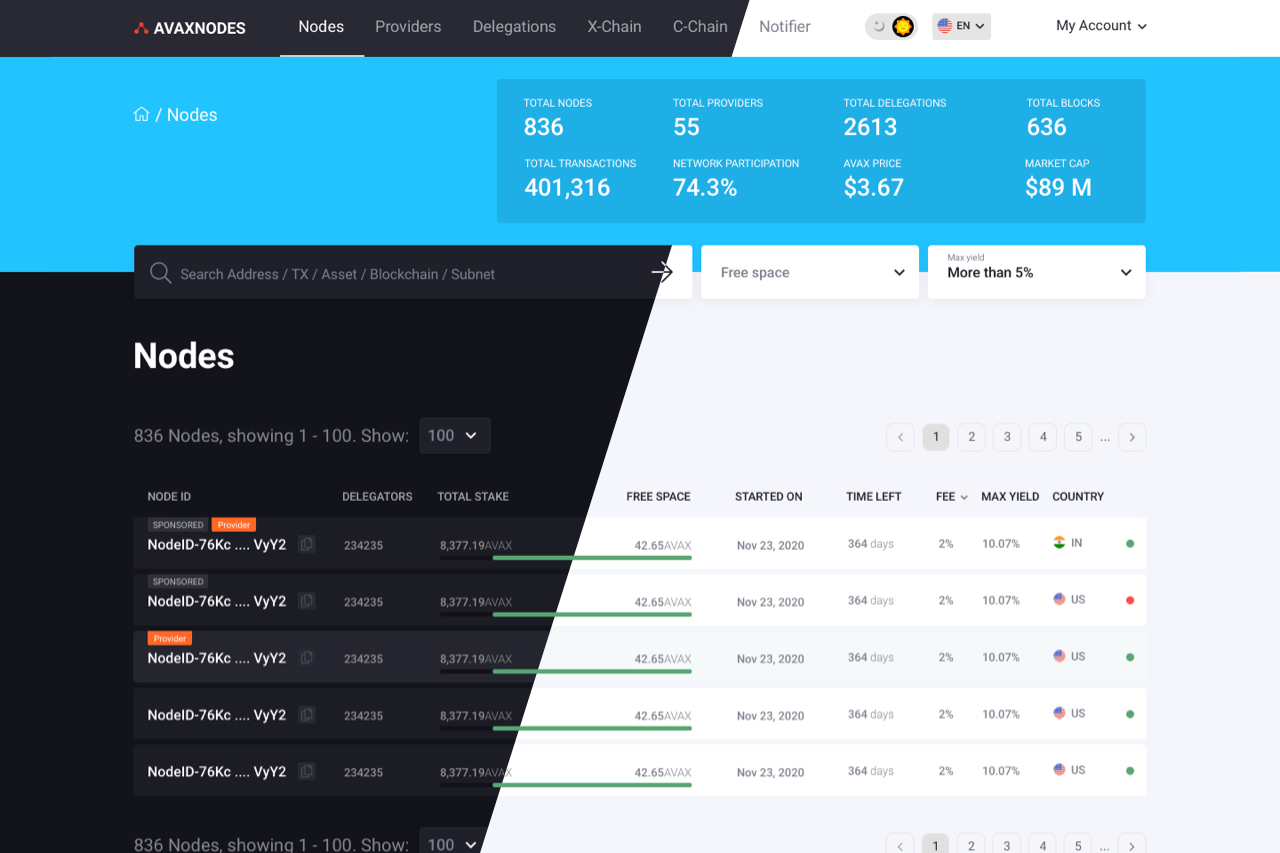 AVAXNODES Nodes Providers Delegations X-Chain C-Chain Notifier EN My Account
/ Nodes
TOTAL NODES TOTAL PROVIDERS TOTAL DELEGATIONS TOTAL BLOCKS
836 55 2613 636
TOTAL TRANSACTIONS NETWORK PARTICIPATION AVAX PRICE MARKET CAP
401,316 74.3% $3.67 $89 M
Search Address / TX / Asset / Blockchain / Subnet Free space Max yield
More than 5%
Nodes
836 Nodes, showing 1 - 100. Show: 100 1 2 3 4 5 ...
NODE ID DELEGATORS TOTAL STAKE FREE SPACE STARTED ON TIME LEFT FEE MAX YIELD COUNTRY
SPONSORED Provider
NodeID-76Kc .... VyY2 234235 8,377.19AVAX 42.65AVAX Nov 23, 2020 364 days 2% 10.07% IN
SPONSORED
NodeID-76Kc .... VyY2 234235 8,377.19AVAX 42.65AVAX Nov 23, 2020 364 days 2% 10.07% US
Provider
NodeID-76Kc .... VyY2 234235 8,377.19AVAX 42.65AVAX Nov 23, 2020 364 days 2% 10.07% US
NodeID-76Kc .... VyY2 234235 8,377.19AVAX 42.65AVAX Nov 23, 2020 364 days 2% 10.07% US
NodeID-76Kc .... VyY2 234235 8,377.19AVAX 42.65AVAX Nov 23, 2020 364 days 2% 10.07% US
836 Nodes, showing 1 - 100. Show: 100 1 2 3 4 5 ...